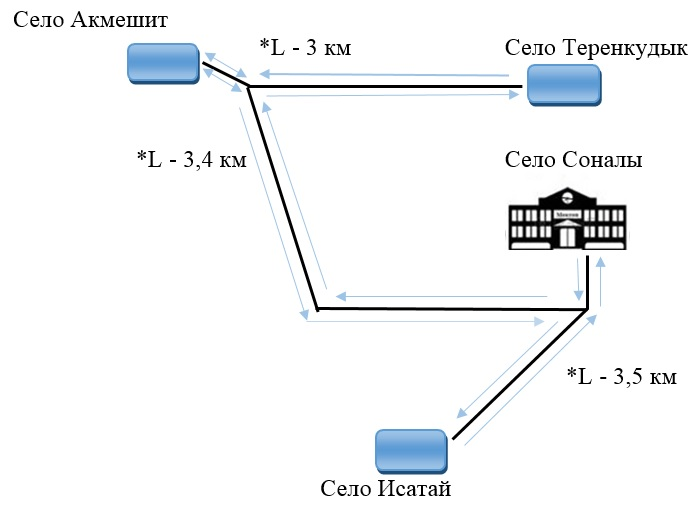 Село Акмешит
*L - 3 км
Село Теренкудык
*L - 3,4 км
Село Соналы
*L - 3,5 км
Село Исатай